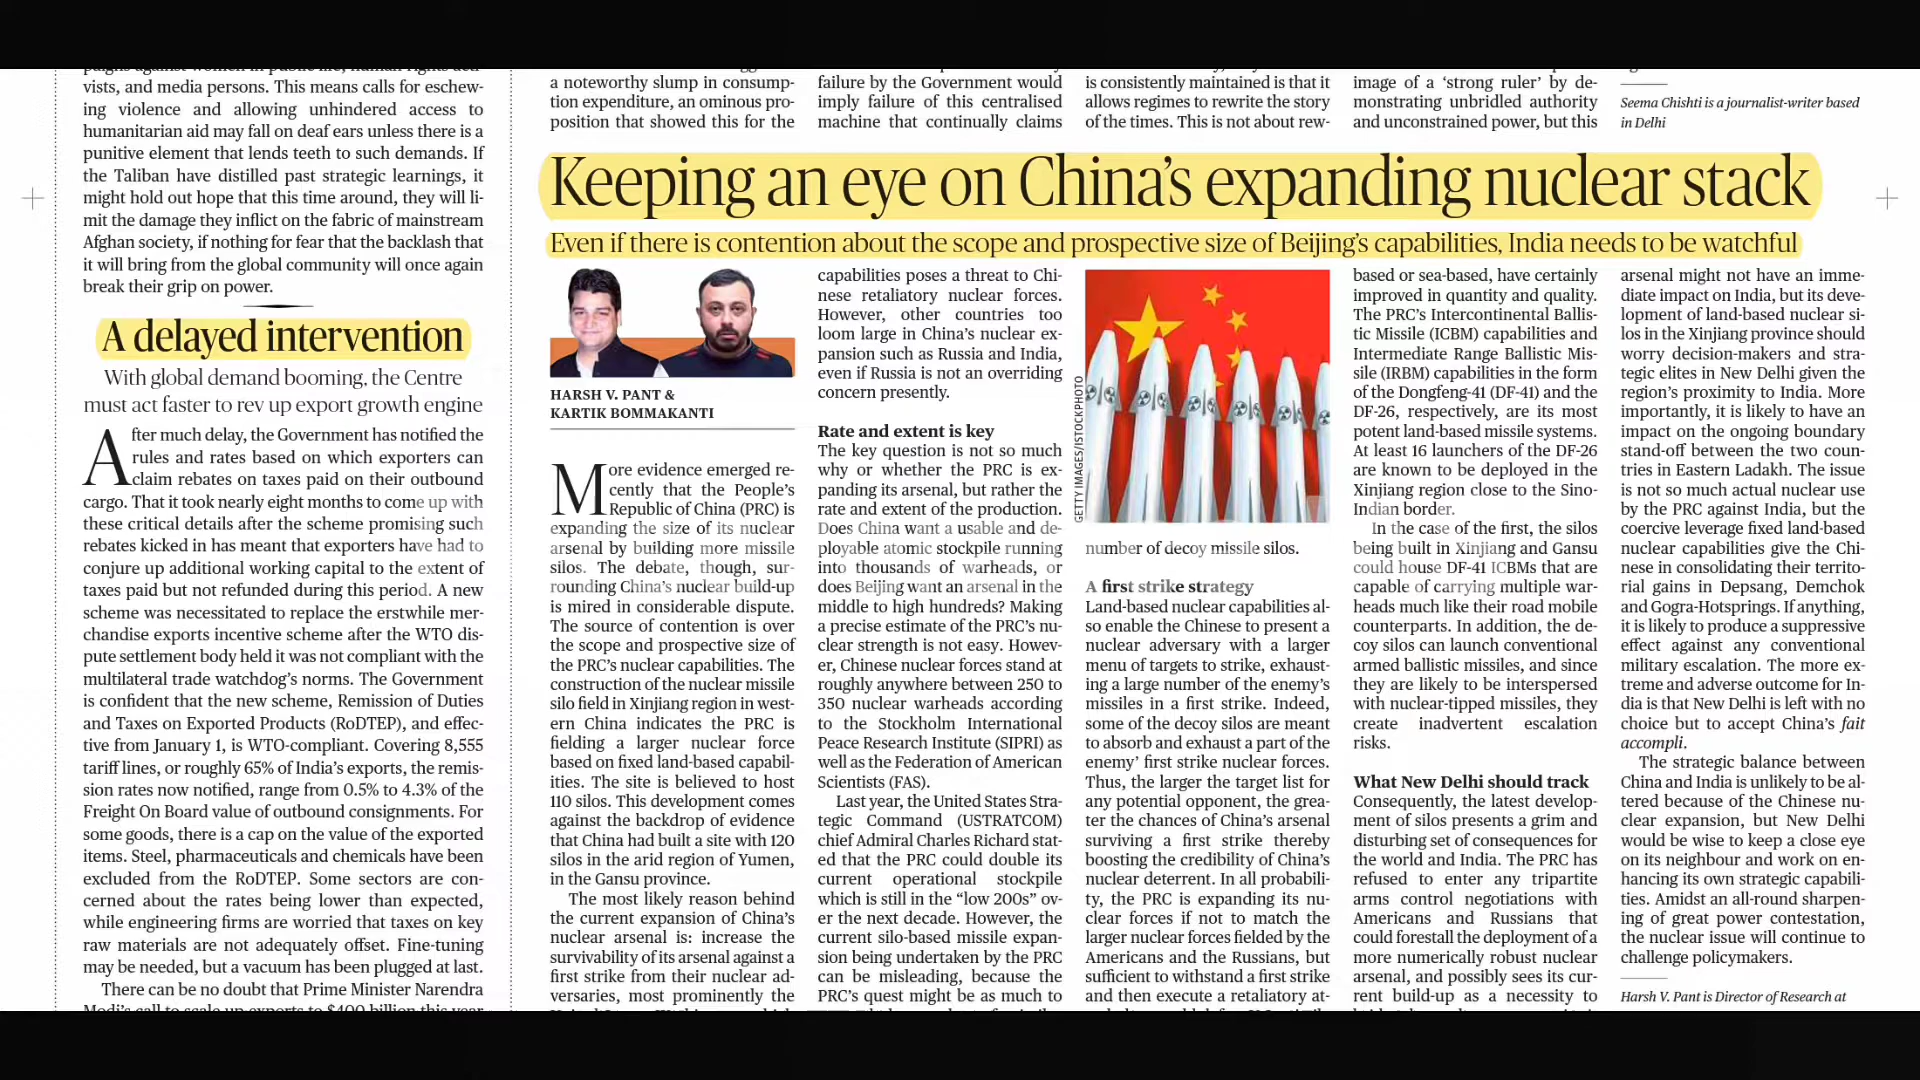 vists, and media persons. This means calls for eschew-
ing violence and allowing unhindered access to
humanitarian aid may fall on deaf ears unless there is a
punitive element that lends teeth to such demands. If
the Taliban have distilled past strategic learnings, it
might hold out hope that this time around, they will li-
mit the damage they inflict on the fabric of mainstream
Afghan society, if nothing for fear that the backlash that
it will bring from the global community will once again
break their grip on power.
A delayed intervention
With global demand booming, the Centre
must act faster to rev up export growth engine
After much delay, the Government has notified the
rules and rates based on which exporters can
claim rebates on taxes paid on their outbound
cargo. That it took nearly eight months to come up with
these critical details after the scheme promising such
rebates kicked in has meant that exporters have had to
conjure up additional working capital to the extent of
taxes paid but not refunded during this period. A new
scheme was necessitated to replace the erstwhile mer-
chandise exports incentive scheme after the WTO dis-
pute settlement body held it was not compliant with the
multilateral trade watchdog's norms. The Government
is confident that the new scheme, Remission of Duties
and Taxes on Exported Products (RoDTEP), and effec-
tive from January 1, is WTO-compliant. Covering 8,555
tariff lines, or roughly 65% of India's exports, the remis-
sion rates now notified, range from 0.5% to 4.3% of the
Freight On Board value of outbound consignments. For
some goods, there is a cap on the value of the exported
items. Steel, pharmaceuticals and chemicals have been
excluded from the RoDTEP. Some sectors are con-
cerned about the rates being lower than expected,
while engineering firms are worried that taxes on key
raw materials are not adequately offset. Fine-tuning
may be needed, but a vacuum has been plugged at last.
There can be no doubt that Prime Minister Narendra
Modi's call to scale up exports to $400 billion this year
a noteworthy slump in consump-
tion expenditure, an ominous pro-
position that showed this for the
failure by the Government would
imply failure of this centralised
machine that continually claims
is consistently maintained is that it
allows regimes to rewrite the story
of the times. This is not about rew-
image of a 'strong ruler' by de-
monstrating unbridled authority
and unconstrained power, but this
Seema Chishti is a journalist-writer based
in Delhi
Keeping an eye on China's expanding nuclear stack
Even if there is contention about the scope and prospective size of Beijing's capabilities, India needs to be watchful
HARSH V. PANT &
KARTIK BOMMAKANTI
More evidence emerged re-
cently that the People's
Republic of China (PRC) is
expanding the size of its nuclear
arsenal by building more missile
silos. The debate, though, sur-
rounding China's nuclear build-up
is mired in considerable dispute.
The source of contention is over
the scope and prospective size of
the PRC's nuclear capabilities. The
construction of the nuclear missile
silo field in Xinjiang region in west-
ern China indicates the PRC is
fielding a larger nuclear force
based on fixed land-based capabil-
ities. The site is believed to host
110 silos. This development comes
against the backdrop of evidence
that China had built a site with 120
silos in the arid region of Yumen,
in the Gansu province.
The most likely reason behind
the current expansion of China's
nuclear arsenal is: increase the
survivability of its arsenal against a
first strike from their nuclear ad-
versaries, most prominently the
capabilities poses a threat to Chi-
nese retaliatory nuclear forces.
However, other countries too
loom large in China's nuclear ex-
pansion such as Russia and India,
even if Russia is not an overriding
concern presently.
Rate and extent is key
The key question is not so much
why or whether the PRC is ex-
panding its arsenal, but rather the
rate and extent of the production.
Does China want a usable and de-
ployable atomic stockpile running
into thousands of warheads, or
does Beijing want an arsenal in the
middle to high hundreds? Making
a precise estimate of the PRC's nu-
clear strength is not easy. Howev-
er, Chinese nuclear forces stand at
roughly anywhere between 250 to
350 nuclear warheads according
to the Stockholm International
Peace Research Institute (SIPRI) as
well as the Federation of American
Scientists (FAS).
Last year, the United States Stra-
tegic Command (USTRATCOM)
chief Admiral Charles Richard stat-
ed that the PRC could double its
current operational stockpile
which is still in the "low 200s" ov-
er the next decade. However, the
current silo-based missile expan-
sion being undertaken by the PRC
can be misleading, because the
PRC's quest might be as much to
GETTY IMAGES/ISTOCKPHOTO
number of decoy missile silos.
A first strike strategy
Land-based nuclear capabilities al-
so enable the Chinese to present a
nuclear adversary with a larger
menu of targets to strike, exhaust-
ing a large number of the enemy's
missiles in a first strike. Indeed,
some of the decoy silos are meant
to absorb and exhaust a part of the
enemy' first strike nuclear forces.
Thus, the larger the target list for
any potential opponent, the grea-
ter the chances of China's arsenal
surviving a first strike thereby
boosting the credibility of China's
nuclear deterrent. In all probabili-
ty, the PRC is expanding its nu-
clear forces if not to match the
larger nuclear forces fielded by the
Americans and the Russians, but
sufficient to withstand a first strike
and then execute a retaliatory at-
based or sea-based, have certainly
improved in quantity and quality.
The PRC's Intercontinental Ballis-
tic Missile (ICBM) capabilities and
Intermediate Range Ballistic Mis-
sile (IRBM) capabilities in the form
of the Dongfeng-41 (DF-41) and the
DF-26, respectively, are its most
potent land-based missile systems.
At least 16 launchers of the DF-26
are known to be deployed in the
Xinjiang region close to the Sino-
Indian border.
In the case of the first, the silos
being built in Xinjiang and Gansu
could house DF-41 ICBMs that are
capable of carrying multiple war-
heads much like their road mobile
counterparts. In addition, the de-
coy silos can launch conventional
armed ballistic missiles, and since
they are likely to be interspersed
with nuclear-tipped missiles, they
create inadvertent escalation
risks.
What New Delhi should track
Consequently, the latest develop-
ment of silos presents a grim and
disturbing set of consequences for
the world and India. The PRC has
refused to enter any tripartite
arms control negotiations with
Americans and Russians that
could forestall the deployment of a
more numerically robust nuclear
arsenal, and possibly sees its cur-
rent build-up as a necessity to
arsenal might not have an imme-
diate impact on India, but its deve-
lopment of land-based nuclear si-
los in the Xinjiang province should
worry decision-makers and stra-
tegic elites in New Delhi given the
region's proximity to India. More
importantly, it is likely to have an
impact on the ongoing boundary
stand-off between the two coun-
tries in Eastern Ladakh. The issue
is not so much actual nuclear use
by the PRC against India, but the
coercive leverage fixed land-based
nuclear capabilities give the Chi-
nese in consolidating their territo-
rial gains in Depsang, Demchok
and Gogra-Hotsprings. If anything,
it is likely to produce a suppressive
effect against any conventional
military escalation. The more ex-
treme and adverse outcome for In-
dia is that New Delhi is left with no
choice but to accept China's fait
accompli.
The strategic balance between
China and India is unlikely to be al-
tered because of the Chinese nu-
clear expansion, but New Delhi
would be wise to keep a close eye
on its neighbour and work on en-
hancing its own strategic capabili-
ties. Amidst an all-round sharpen-
ing of great power contestation,
the nuclear issue will continue to
challenge policymakers.
Harsh V. Pant is Director of Research at